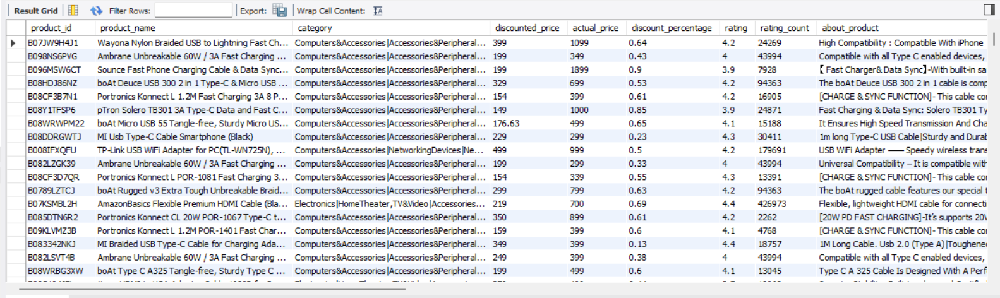 Result Grid Filter Rows: Export: Wrap Cell Content:
product_id product_name category discounted_price actual_price discount_percentage rating rating_count about_product
B07JW9H4J1 Wayona Nylon Braided USB to Lightning Fast Ch... Computers&Accessories|Accessories&Peripheral... 399 1099 0.64 4.2 24269 High Compatibility : Compatible With iPhone
B098NS6PVG Ambrane Unbreakable 60W / 3A Fast Charging ... Computers&Accessories|Accessories&Peripheral... 199 349 0.43 4 43994 Compatible with all Type C enabled devices,
B096MSW6CT Sounce Fast Phone Charging Cable & Data Sync... Computers&Accessories|Accessories&Peripheral... 199 1899 0.9 3.9 7928 【 Fast Charger& Data Sync】-With built-in sa
B08HDJ86NZ boAt Deuce USB 300 2 in 1 Type-C & Micro USB ... Computers&Accessories|Accessories&Peripheral... 329 699 0.53 4.2 94363 The boAt Deuce USB 300 2 in 1 cable is comp
B08CF3B7N1 Portronics Konnect L 1.2M Fast Charging 3A 8 P... Computers&Accessories|Accessories&Peripheral... 154 399 0.61 4.2 16905 [CHARGE & SYNC FUNCTION]- This cable co
B08Y1TFSP6 pTron Solero TB301 3A Type-C Data and Fast C... Computers&Accessories|Accessories&Peripheral... 149 1000 0.85 3.9 24871 Fast Charging & Data Sync: Solero TB301 Ty
B08WRWPM22 boAt Micro USB 55 Tangle-free, Sturdy Micro US... Computers&Accessories|Accessories&Peripheral... 176.63 499 0.65 4.1 15188 It Ensures High Speed Transmission And Cha
B08DDRGWTJ MI Usb Type-C Cable Smartphone (Black) Computers&Accessories|Accessories&Peripheral... 229 299 0.23 4.3 30411 1m long Type-C USB Cable|Sturdy and Durab
B008IFXQFU TP-Link USB WiFi Adapter for PC(TL-WN725N), ... Computers&Accessories|NetworkingDevices|Ne... 499 999 0.5 4.2 179691 USB WiFi Adapter —— Speedy wireless trans
B082LZGK39 Ambrane Unbreakable 60W / 3A Fast Charging ... Computers&Accessories|Accessories&Peripheral... 199 299 0.33 4 43994 Universal Compatibility – It is compatible with
B08CF3D7QR Portronics Konnect L POR-1081 Fast Charging 3... Computers&Accessories|Accessories&Peripheral... 154 339 0.55 4.3 13391 [CHARGE & SYNC FUNCTION]- This cable co
B0789LZTCJ boAt Rugged v3 Extra Tough Unbreakable Braid... Computers&Accessories|Accessories&Peripheral... 299 799 0.63 4.2 94363 The boAt rugged cable features our special
B07KSMBL2H AmazonBasics Flexible Premium HDMI Cable (Bla... Electronics|HomeTheater,TV&Video|Accessories... 219 700 0.69 4.4 426973 Flexible, lightweight HDMI cable for connecti
B085DTN6R2 Portronics Konnect CL 20W POR-1067 Type-C t... Computers&Accessories|Accessories&Peripheral... 350 899 0.61 4.2 2262 [20W PD FAST CHARGING]-It's supports 20
B09KLVMZ3B Portronics Konnect L 1.2M POR-1401 Fast Char... Computers&Accessories|Accessories&Peripheral... 159 399 0.6 4.1 4768 [CHARGE & SYNC FUNCTION]- This cable co
B083342NKJ MI Braided USB Type-C Cable for Charging Ada... Computers&Accessories|Accessories&Peripheral... 349 399 0.13 4.4 18757 1M Long Cable. Usb 2.0 (Type A)|Toughene
B082LSVT4B Ambrane Unbreakable 60W / 3A Fast Charging ... Computers&Accessories|Accessories&Peripheral... 249 399 0.38 4 43994 Compatible with all Type C enabled devices,
B08WRBG3XW boAt Type C A325 Tangle-free, Sturdy Type C ... Computers&Accessories|Accessories&Peripheral... 199 499 0.6 4.1 13045 Type C A 325 Cable Is Designed With A Perf